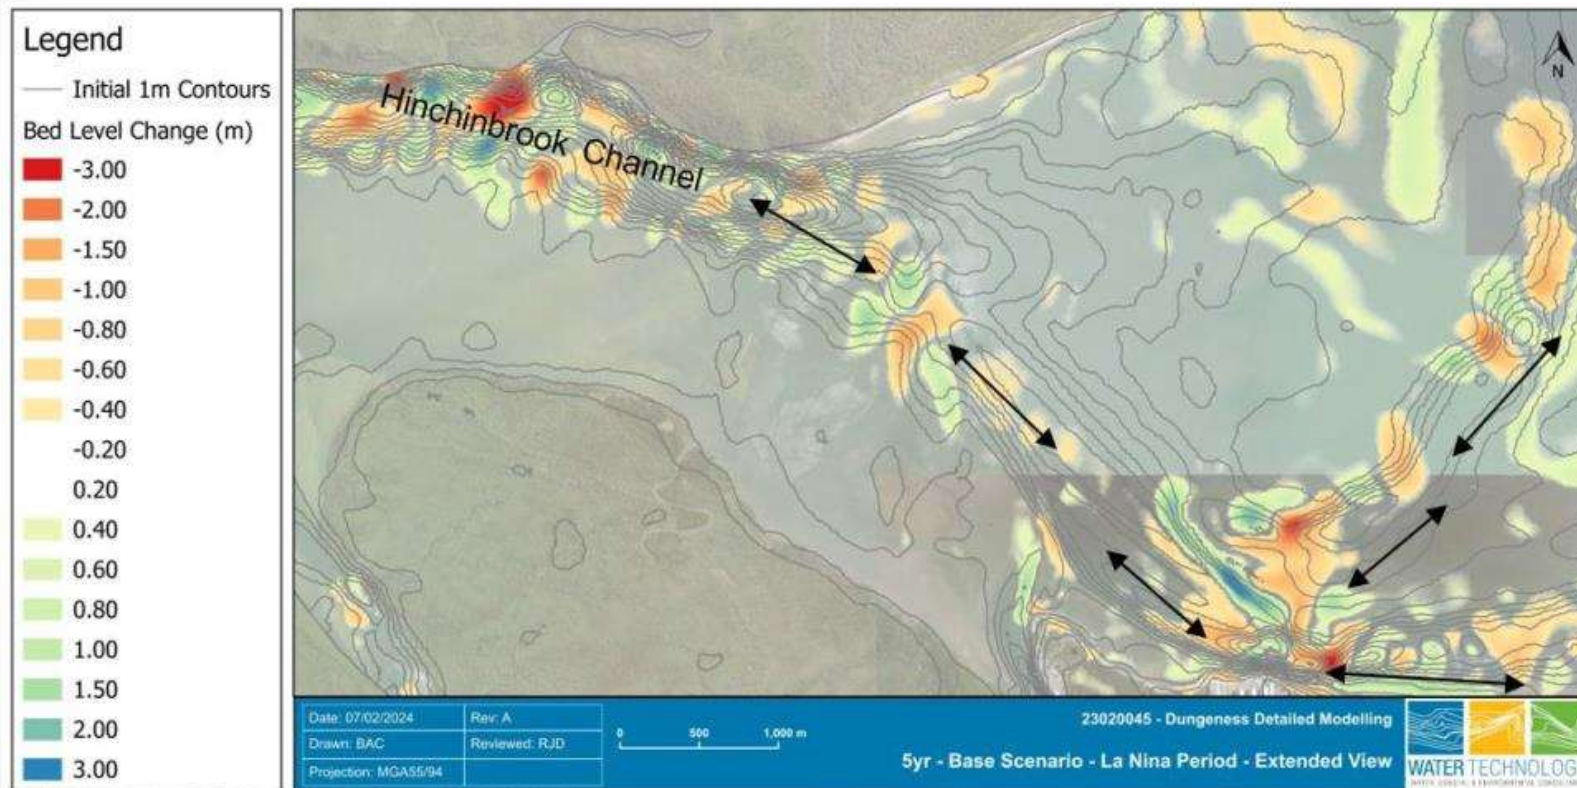 Legend
Initial 1m Contours
Bed Level Change (m)
-3.00
-2.00
-1.50
-1.00
-0.80
-0.60
-0.40
-0.20
0.20
0.40
0.60
0.80
1.00
1.50
2.00
3.00
Hinchinbrook Channel
N
Date: 07/02/2024
Rev: A
Drawn: BAC
Reviewed: RJD
Projection: MGA55/94
0 500 1,000 m
23020045 - Dungeness Detailed Modelling
5yr - Base Scenario - La Nina Period - Extended View
WATER TECHNOLOG